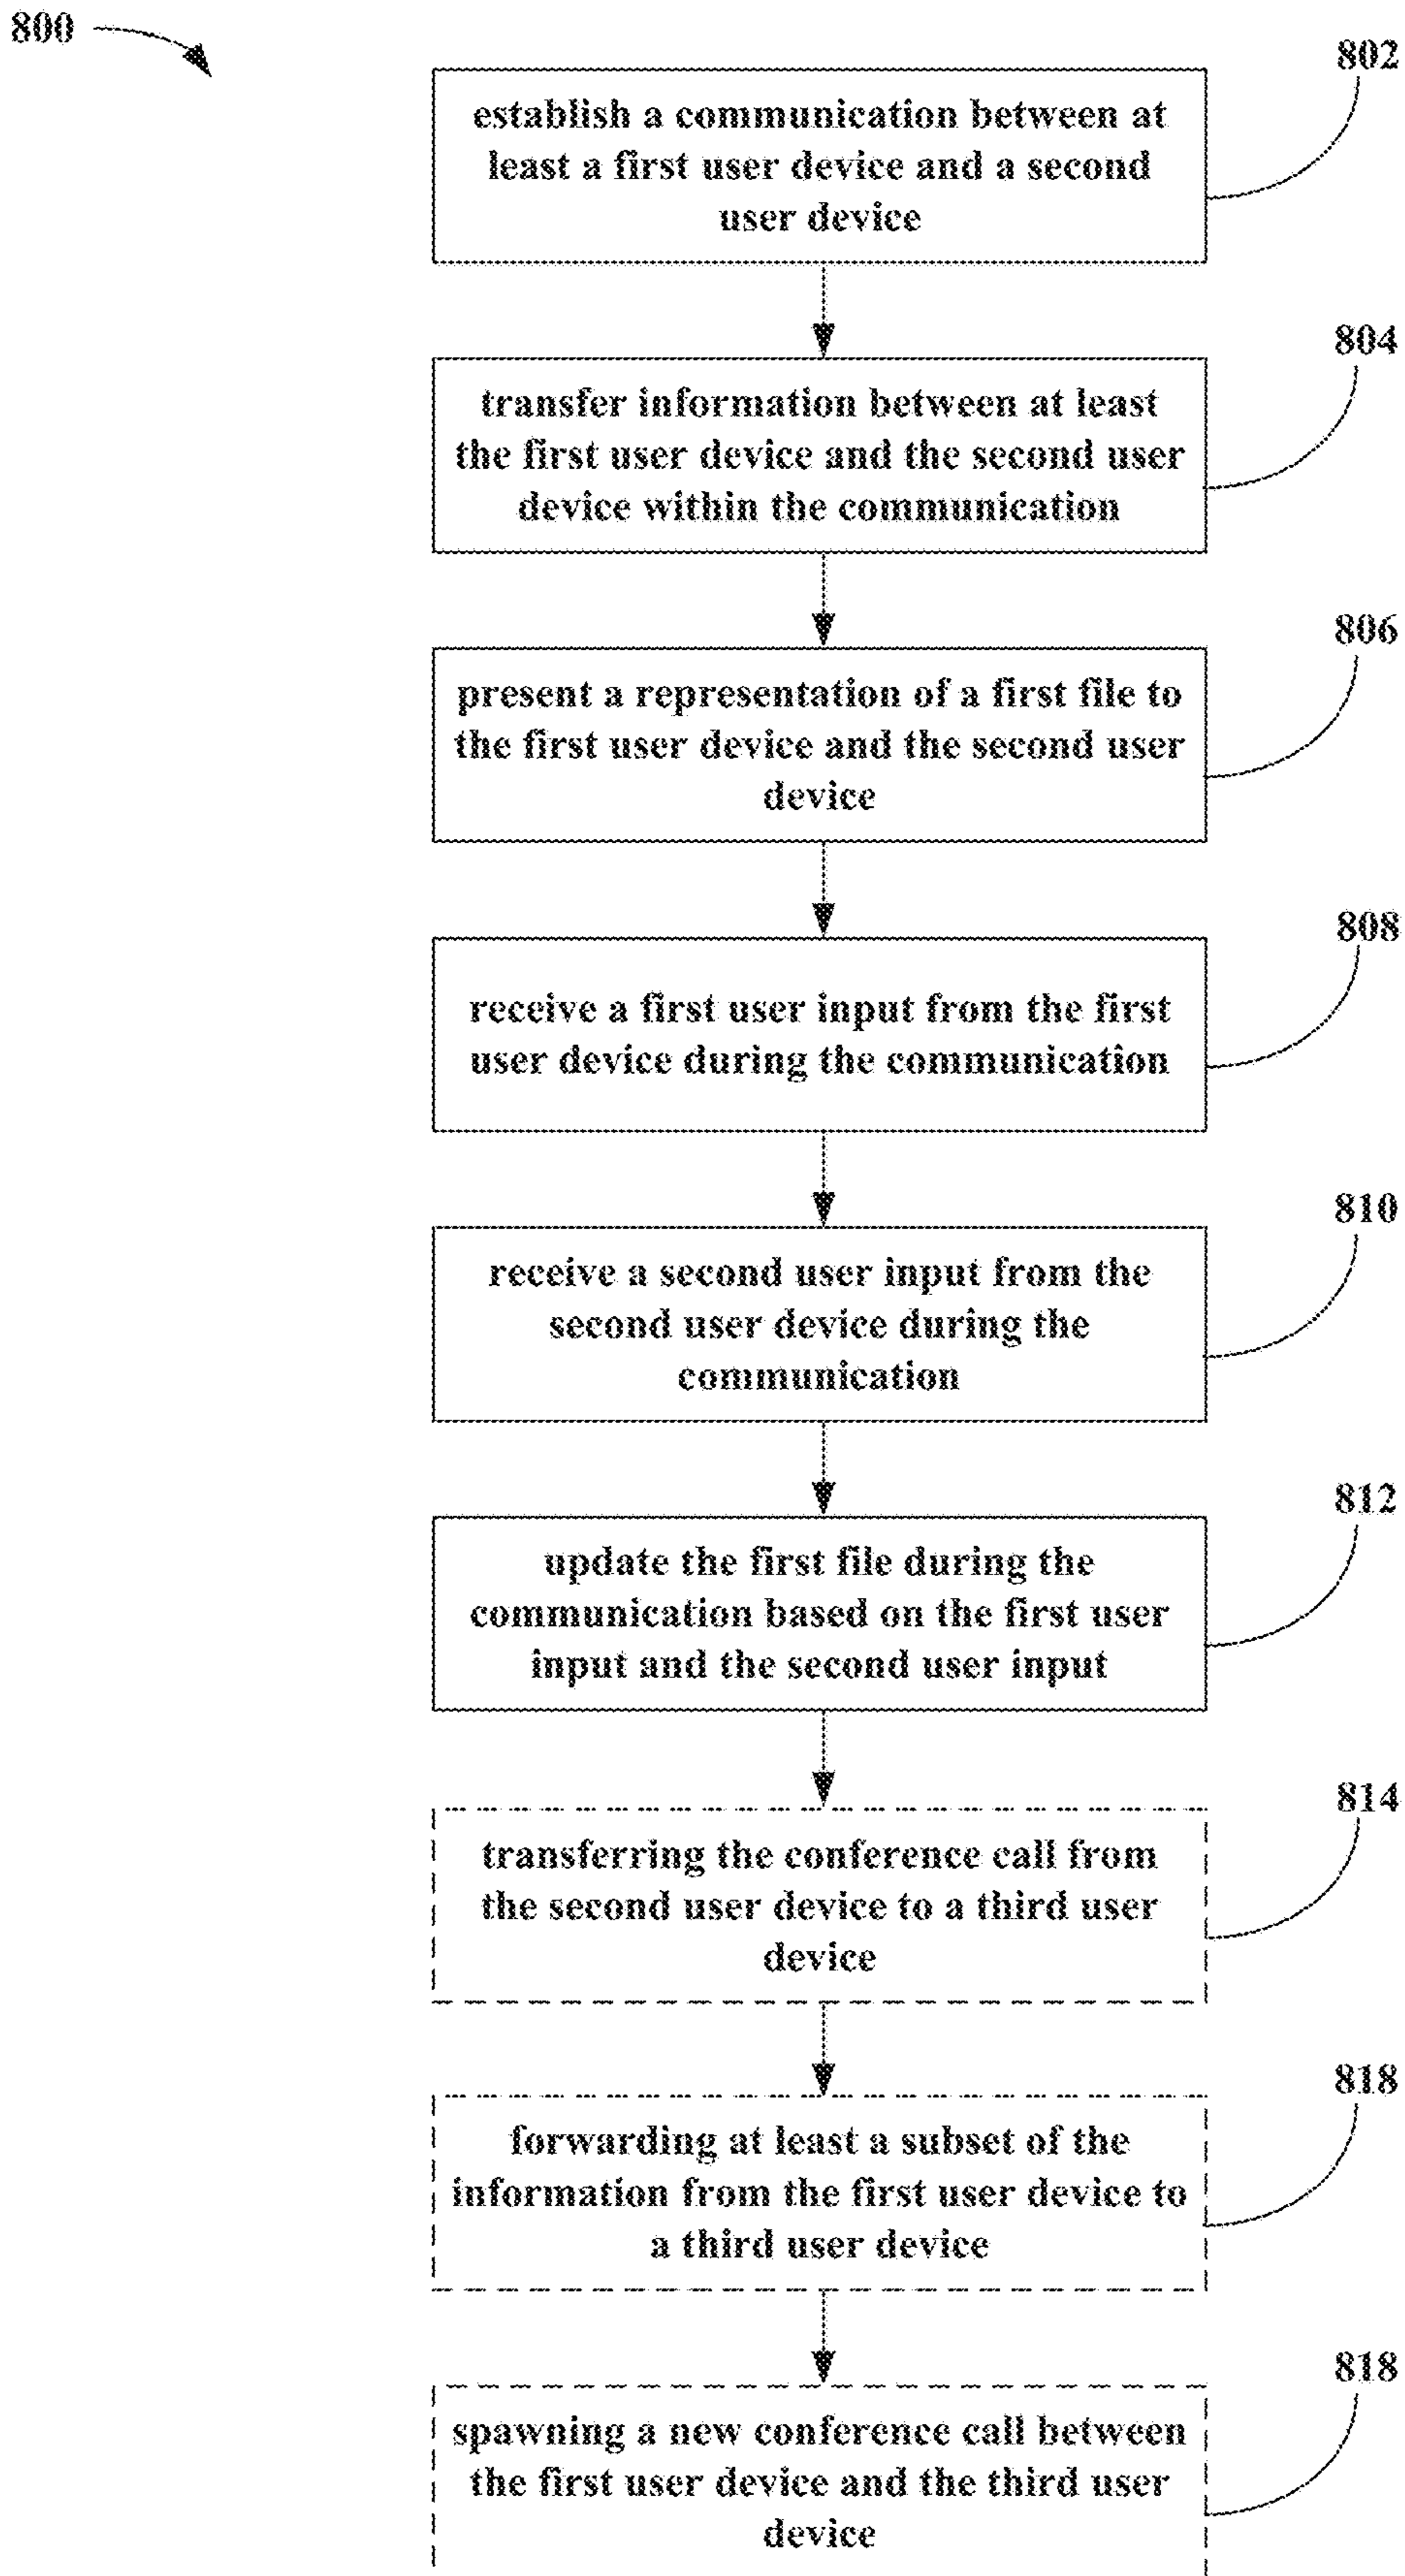 800
802
establish a communication between at
least a first user device and a second
user device
804
transfer information between at least
the first user device and the second user
device within the communication
806
present a representation of a first file to
the first user device and the second user
device
808
receive a first user input from the first
user device during the communication
810
receive a second user input from the
second user device during the
communication
812
update the first file during the
communication based on the first user
input and the second user input
814
transferring the conference call from
the second user device to a third user
device
818
forwarding at least a subset of the
information from the first user device to
a third user device
818
spawning a new conference call between
the first user device and the third user
device